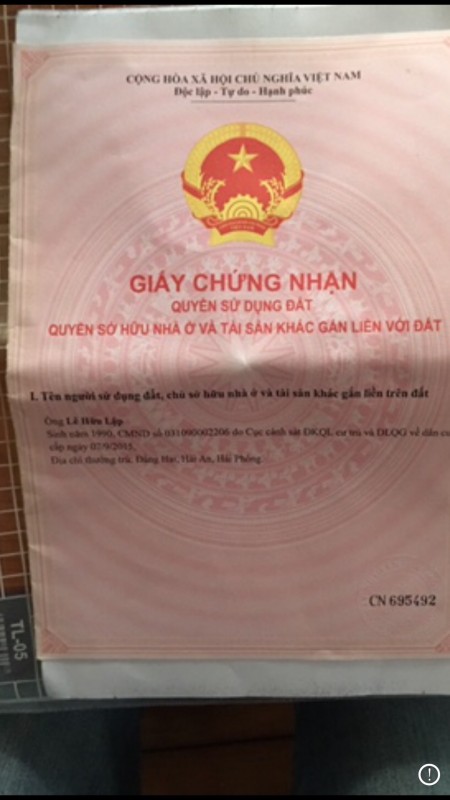 CỘNG HÒA XÃ HỘI CHỦ NGHĨA VIỆT NAM
Độc lập - Tự do - Hạnh phúc
GIẤY CHỨNG NHẬN
QUYỀN SỬ DỤNG ĐẤT
QUYỀN SỞ HỮU NHÀ Ở VÀ TÀI SẢN KHÁC GẮN LIỀN VỚI ĐẤT
I. Tên người sử dụng đất, chủ sở hữu nhà ở và tài sản khác gắn liền trên đất
Ông Lê Hữu Lập
Sinh năm 1990, CMND số 031090002206 do Cục cảnh sát ĐKQL cư trú và DLQG về dân cư
cấp ngày 02/9/2015.
Địa chỉ thường trú, Hải An, Hải Phòng.
CN 695492
TL-05